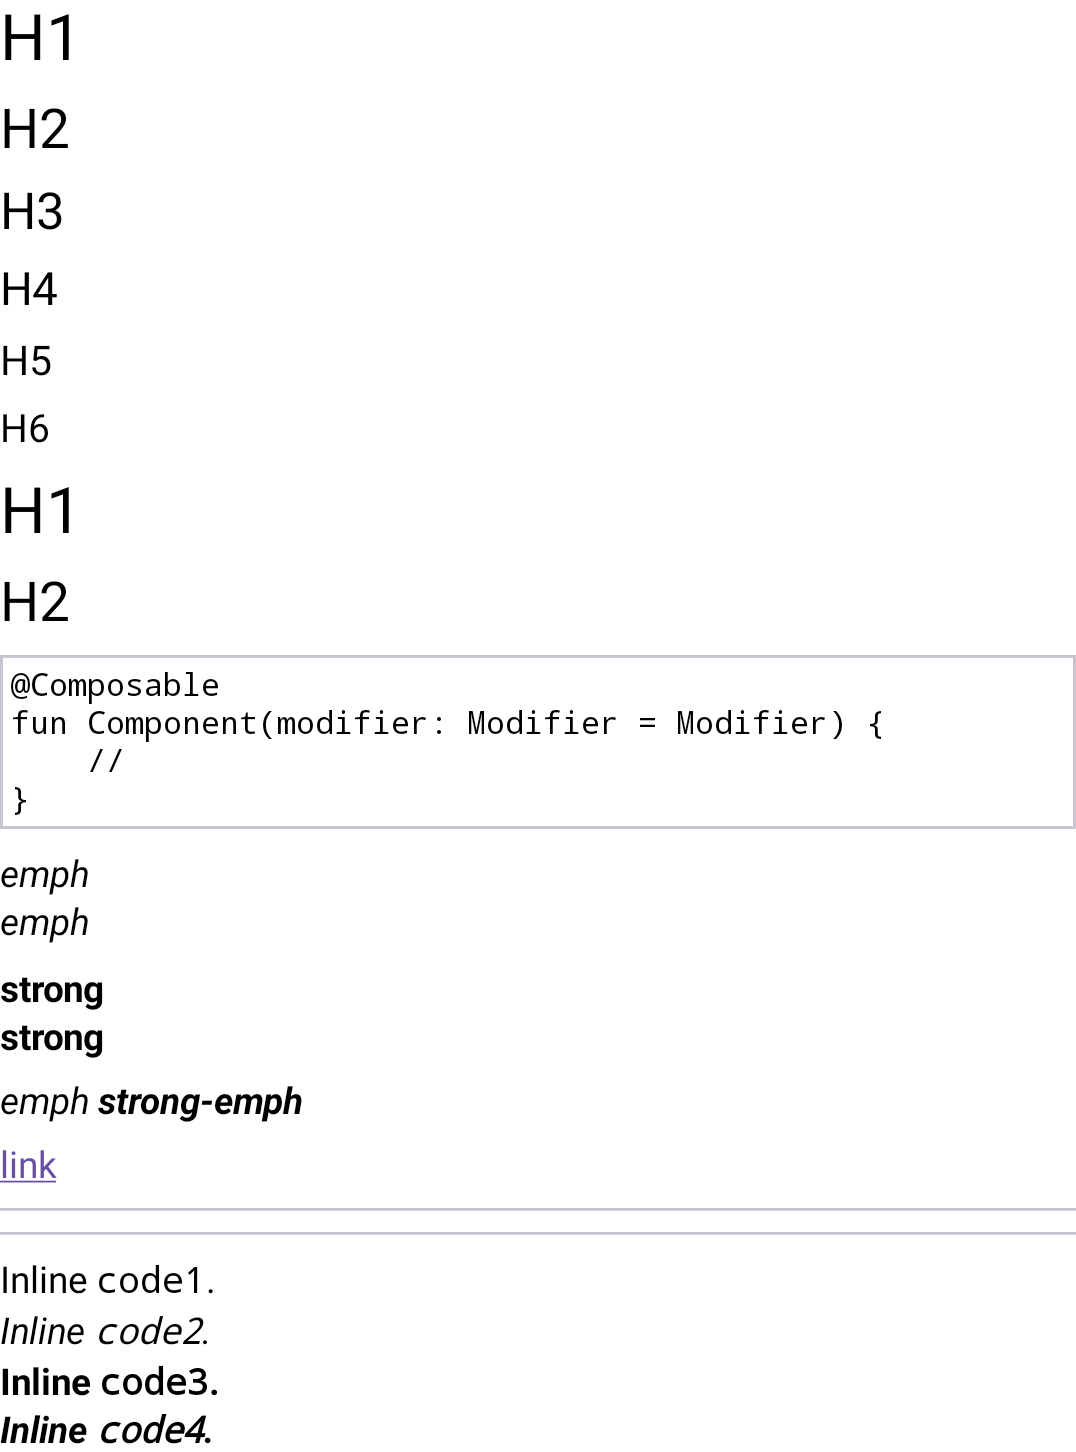 H1
H2
H3
H4
H5
H6
H1
H2
@Composable
fun Component(modifier: Modifier = Modifier) {
    //
}
emph
emph
strong
strong
emph strong-emph
link
Inline code1.
Inline code2.
Inline code3.
Inline code4.